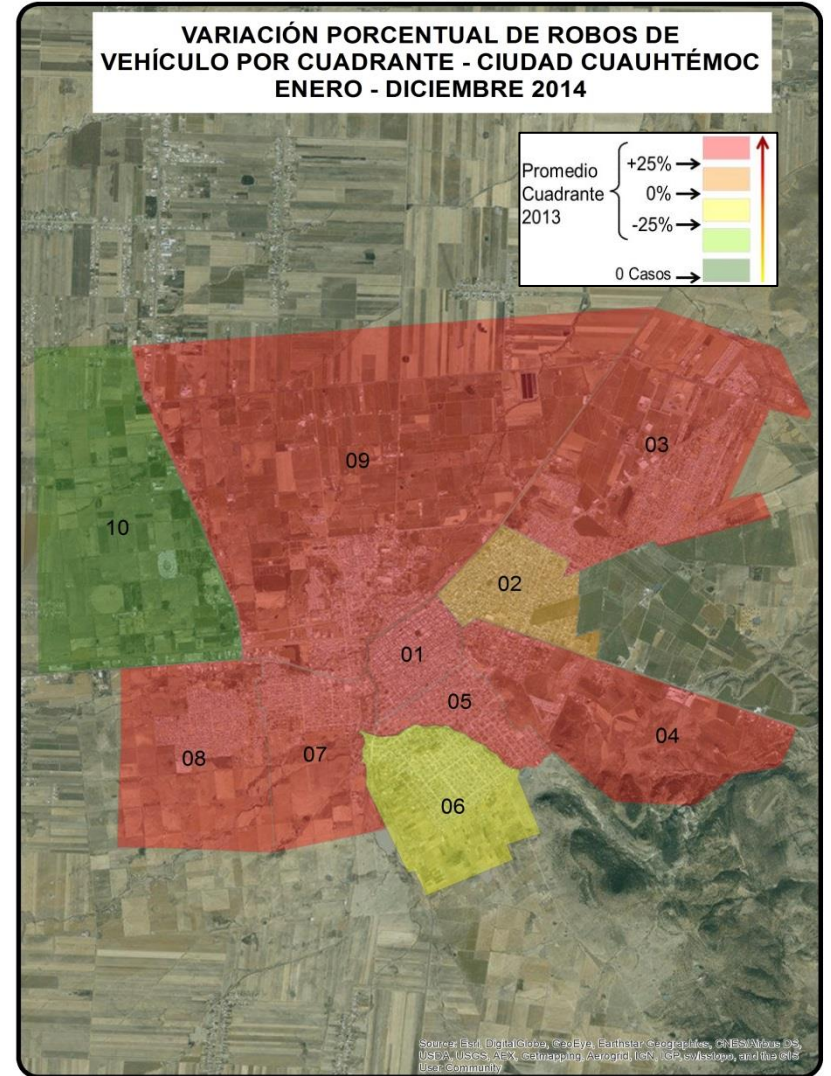 VARIACIÓN PORCENTUAL DE ROBOS DE
VEHÍCULO POR CUADRANTE - CIUDAD CUAUHTÉMOC
ENERO - DICIEMBRE 2014
Promedio
Cuadrante
2013
+25%
0%
-25%
0 Casos
09
03
10
02
01
05
04
08
07
06
Source: Esri, DigitalGlobe, GeoEye, Earthstar Geographics, CNES/Airbus DS,
USDA, USGS, AEX, Getmapping, Aerogrid, IGN, IGP, swisstopo, and the GIS
User Community